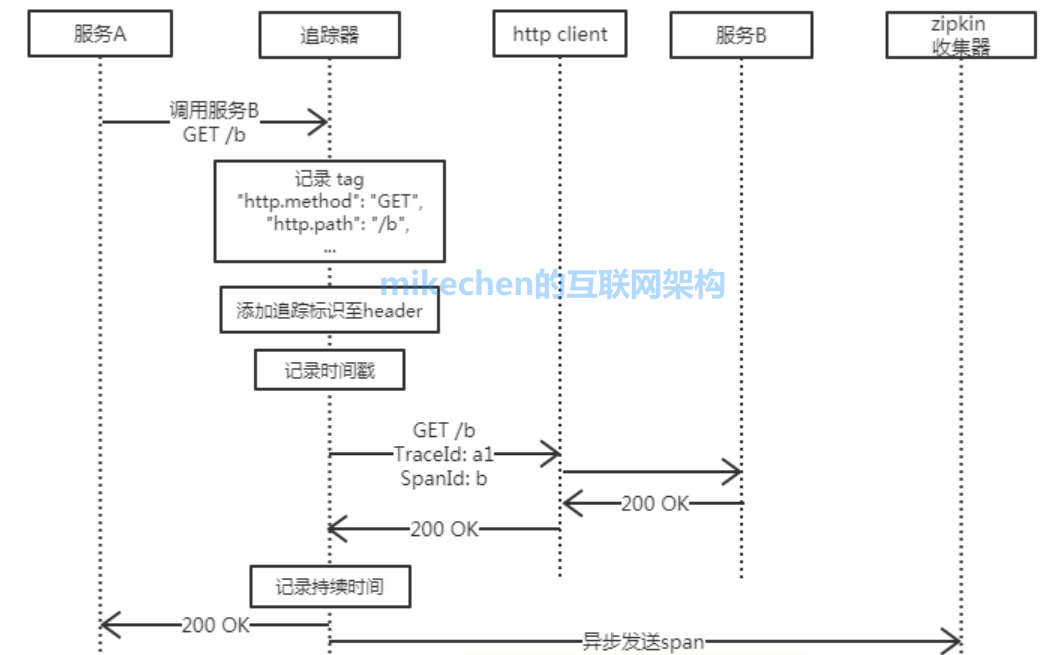 服务A
追踪器
http client
服务B
zipkin
收集器
调用服务B
GET /b
记录 tag
"http.method": "GET",
"http.path": "/b",
...
mikechen的互联网架构
添加追踪标识至header
记录时间戳
GET /b
TraceId: a1
SpanId: b
200 OK
200 OK
记录持续时间
200 OK
异步发送span